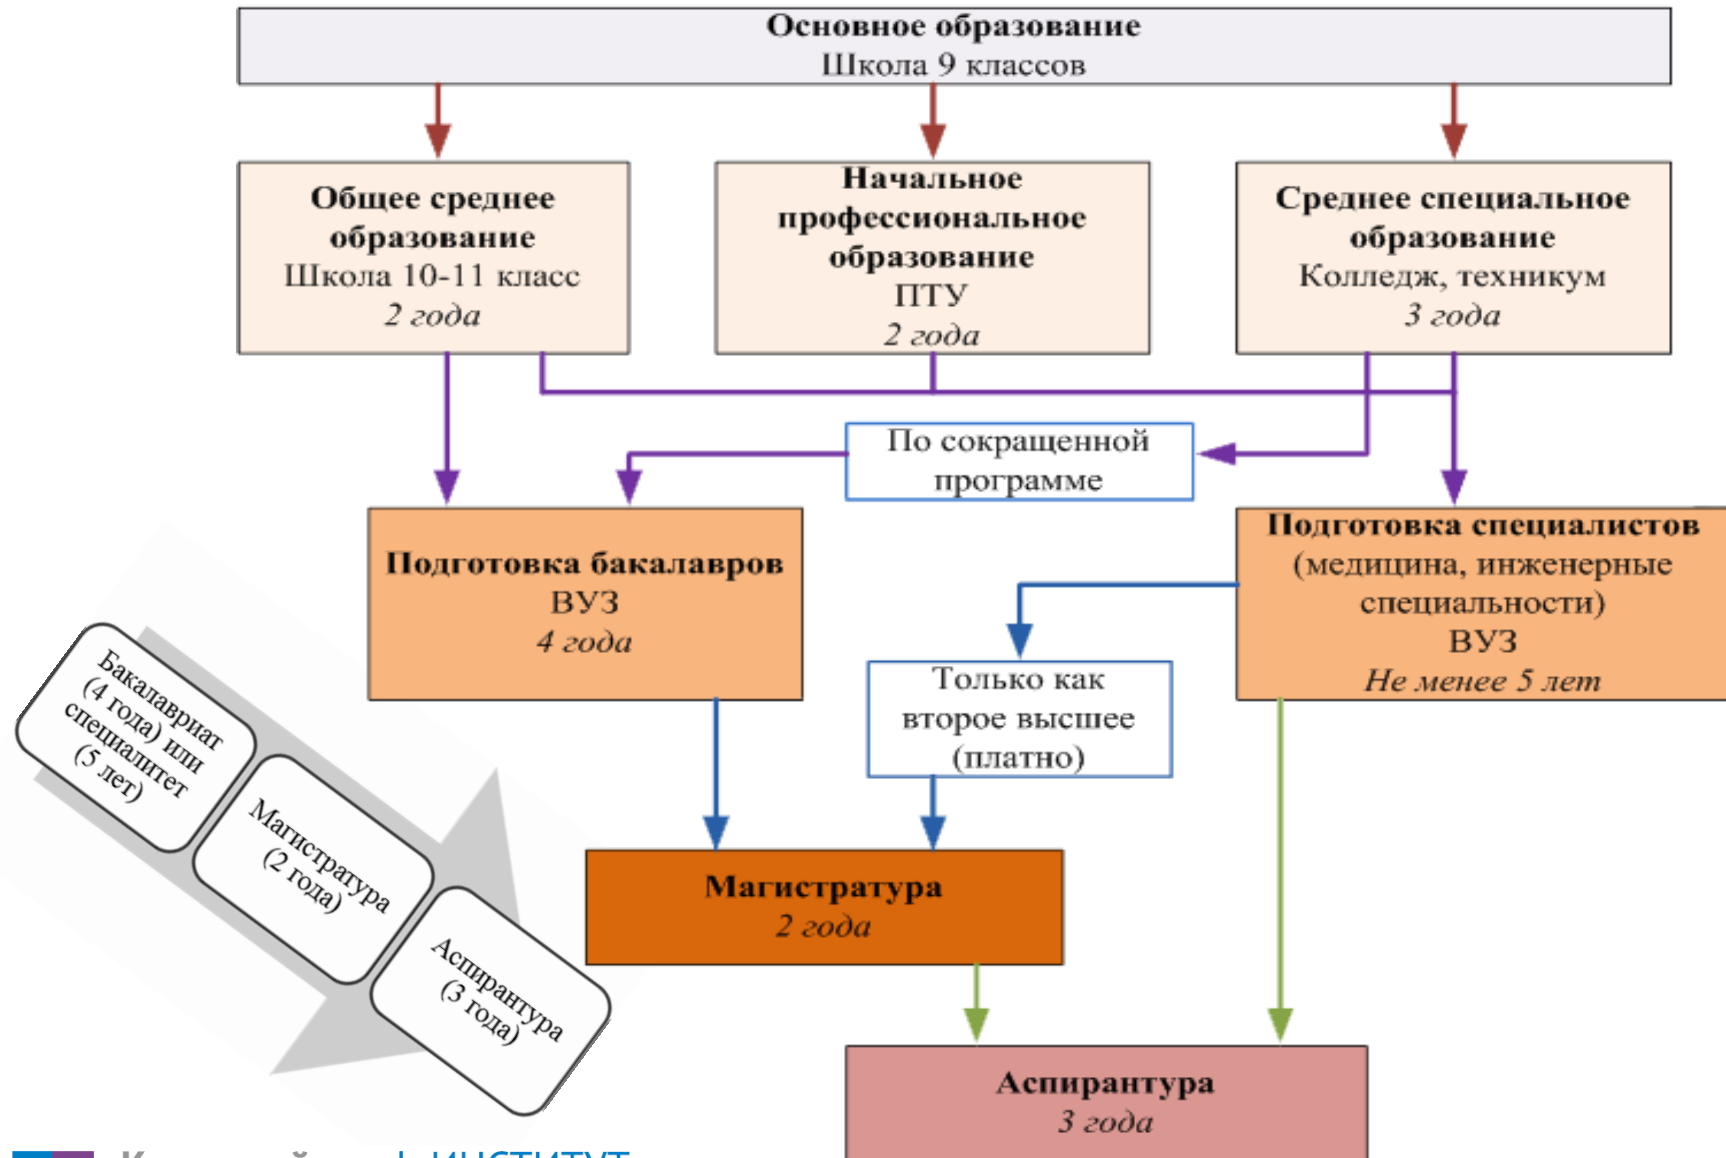 Основное образование
Школа 9 классов
Общее среднее
образование
Школа 10-11 класс
2 года
Начальное
профессиональное
образование
ПТУ
2 года
Среднее специальное
образование
Колледж, техникум
3 года
По сокращенной
программе
Подготовка бакалавров
ВУЗ
4 года
Подготовка специалистов
(медицина, инженерные
специальности)
ВУЗ
Не менее 5 лет
Только как
второе высшее
(платно)
Бакалавриат
(4 года) или
специалитет
(5 лет)
Магистратура
(2 года)
Аспирантура
(3 года)
Магистратура
2 года
Аспирантура
3 года
ИНСТИТУТ